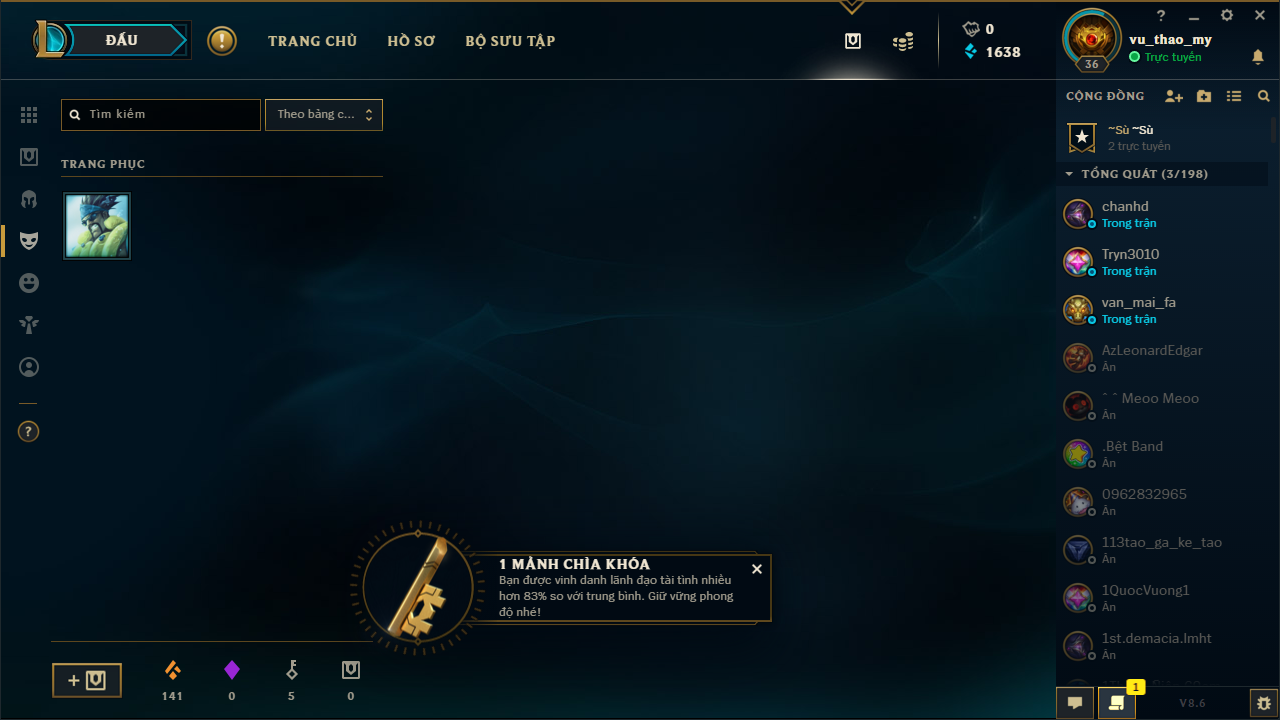 ĐẤU
!
TRANG CHỦ
HỒ SƠ
BỘ SƯU TẬP
0
1638
?
36
vu_thao_my
Trực tuyến
Tìm kiếm
Theo bảng c...
CỘNG ĐỒNG
~Sù ~Sù
2 trực tuyến
TRANG PHỤC
TỔNG QUÁT (3/198)
chanhd
Trong trận
Tryn3010
Trong trận
van_mai_fa
Trong trận
AzLeonardEdgar
Ẩn
?
ˆ ˆ Meoo Meoo
Ẩn
.Bệt Band
Ẩn
0962832965
Ẩn
113tao_ga_ke_tao
Ẩn
1QuocVuong1
Ẩn
1st.demacia.lmht
Ẩn
1 MẢNH CHÌA KHÓA
Bạn được vinh danh lãnh đạo tài tình nhiều
hơn 83% so với trung bình. Giữ vững phong
độ nhé!
141
0
5
0
1
V8.6